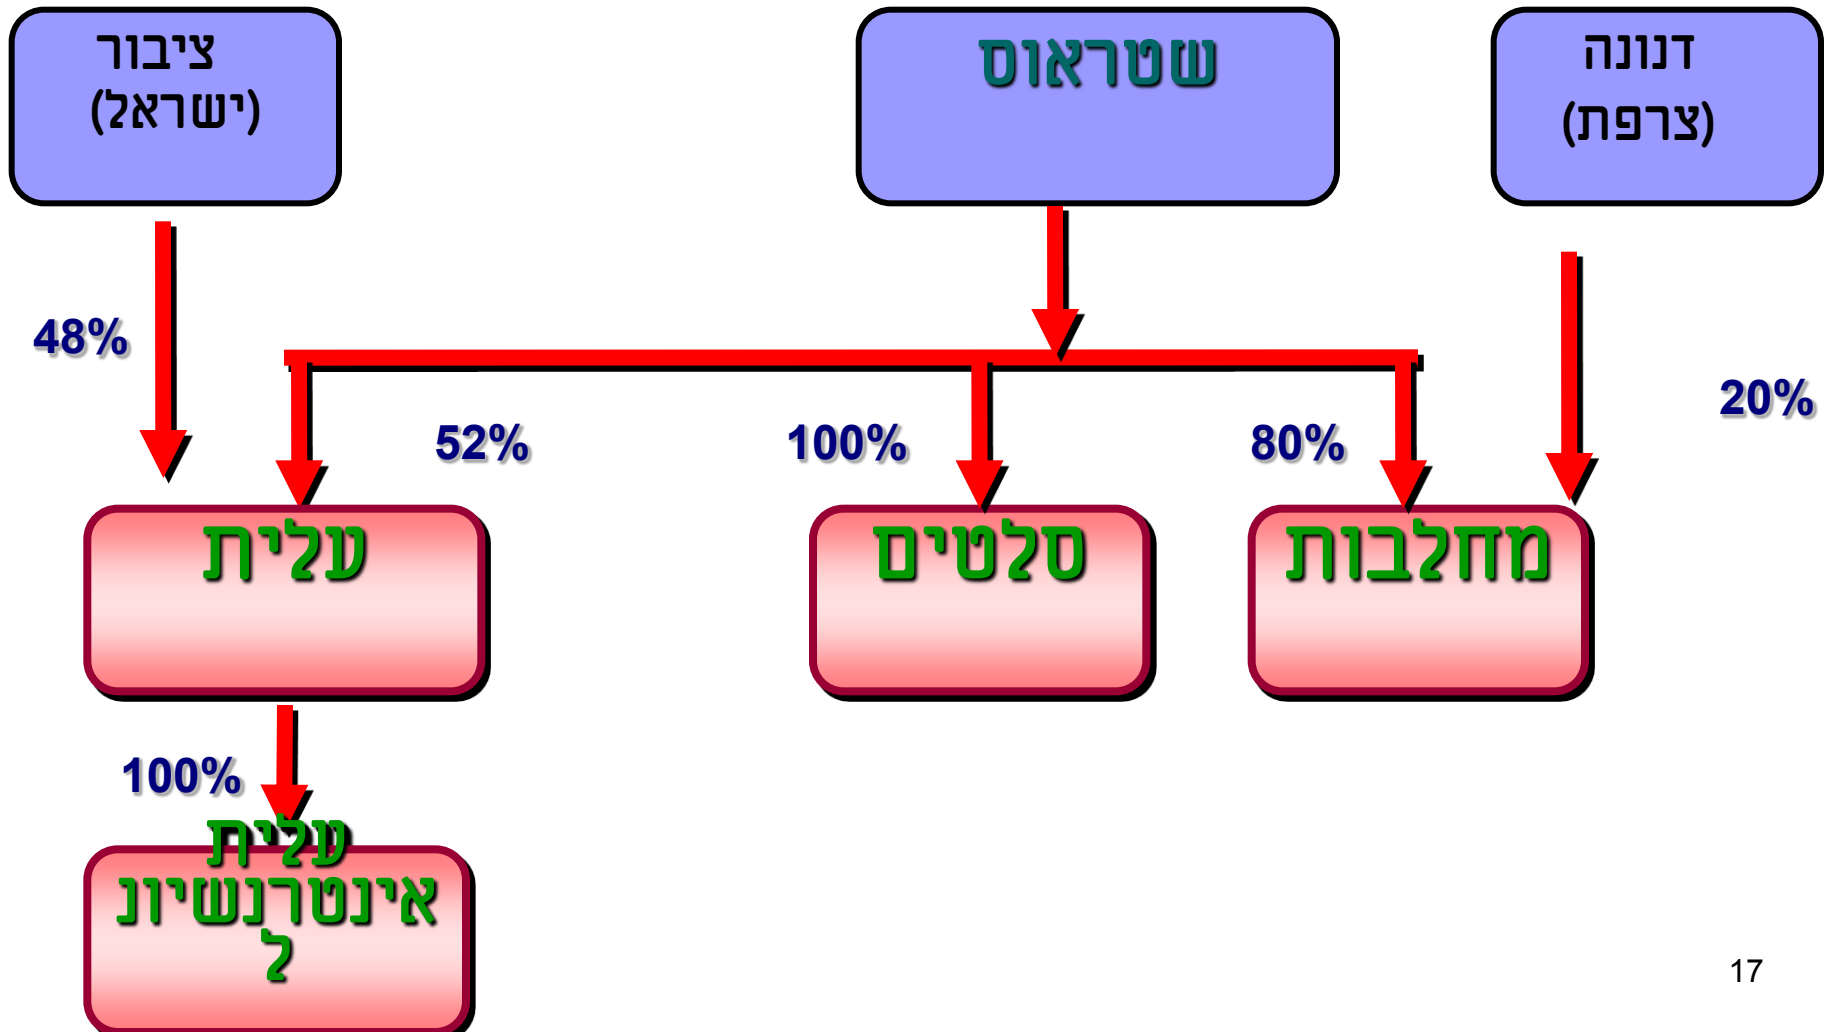 דנונה
(צרפת)
שטראוס
ציבור
(ישראל)
48%
20%
52%
100%
80%
מחלבות
סלטים
עלית
100%
עלית
אינטרנשיונ
ל
17